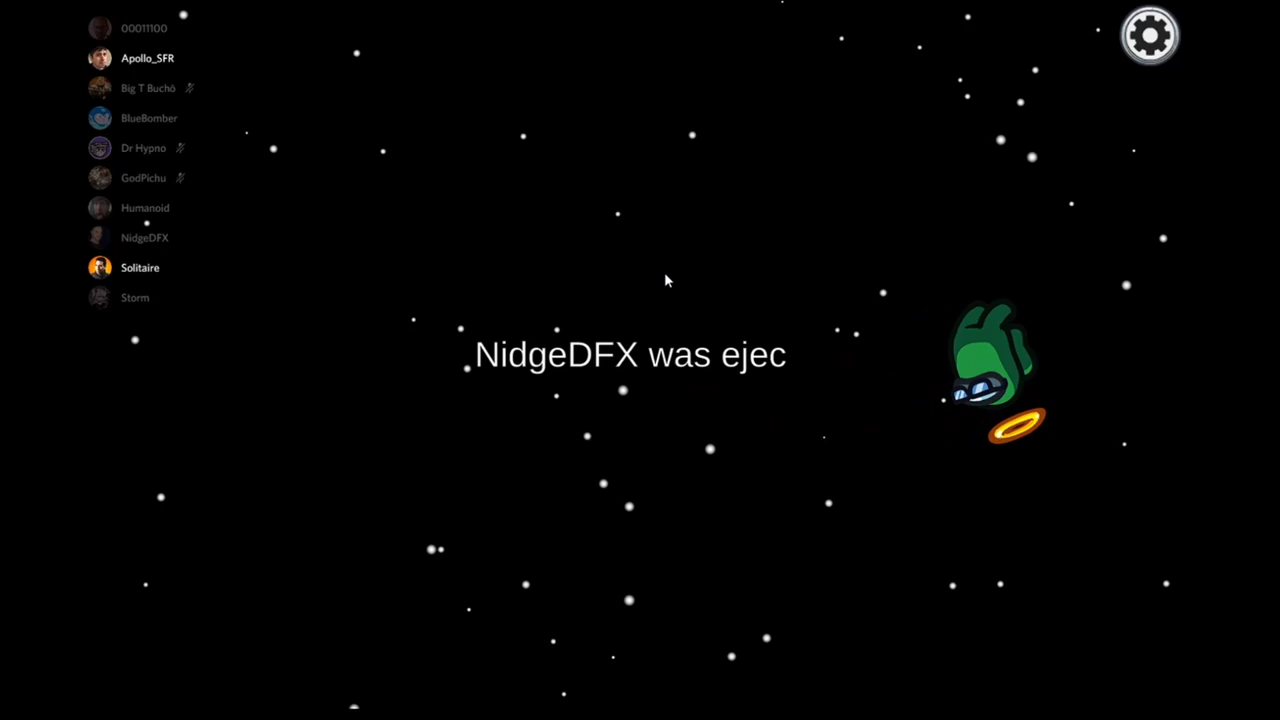 00011100
Apollo_SFR
Big T Buchō
BlueBomber
Dr Hypno
GodPichu
Humanoid
NidgeDFX
Solitaire
Storm
NidgeDFX was ejec